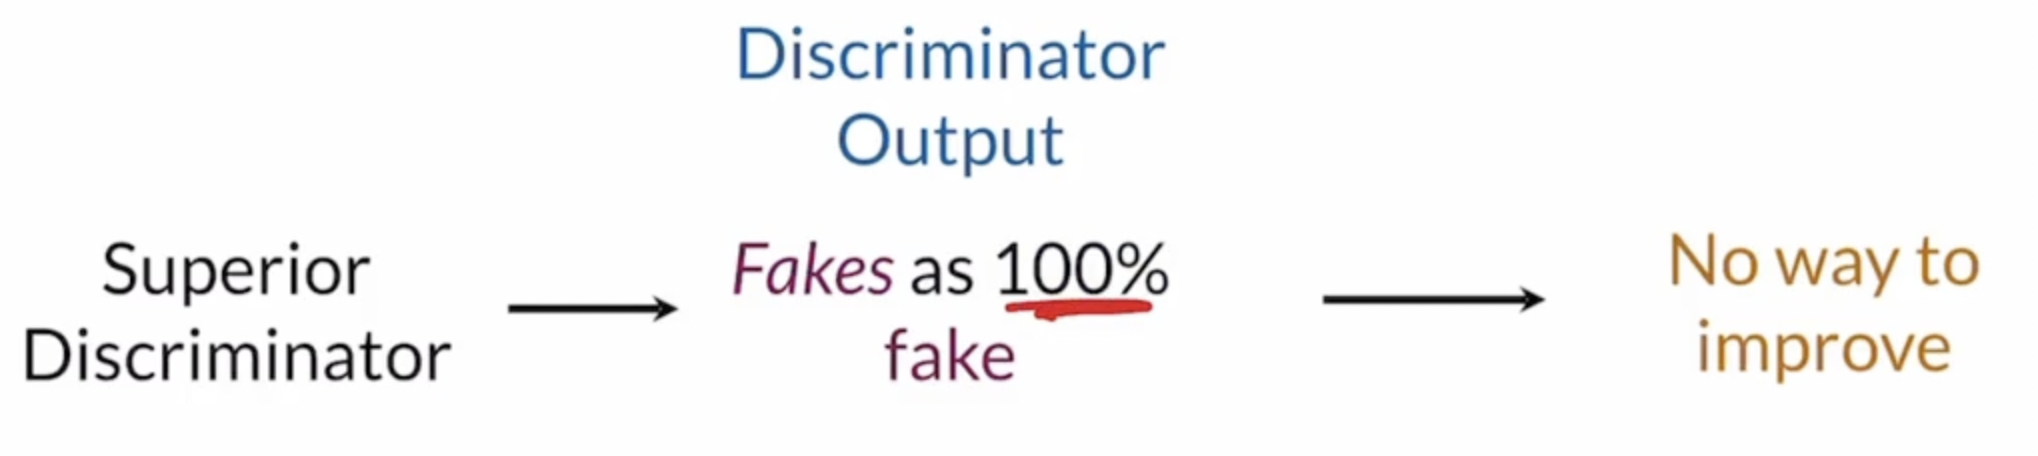 Discriminator
Output
Superior
Discriminator
Fakes as 100%
fake
No way to
improve